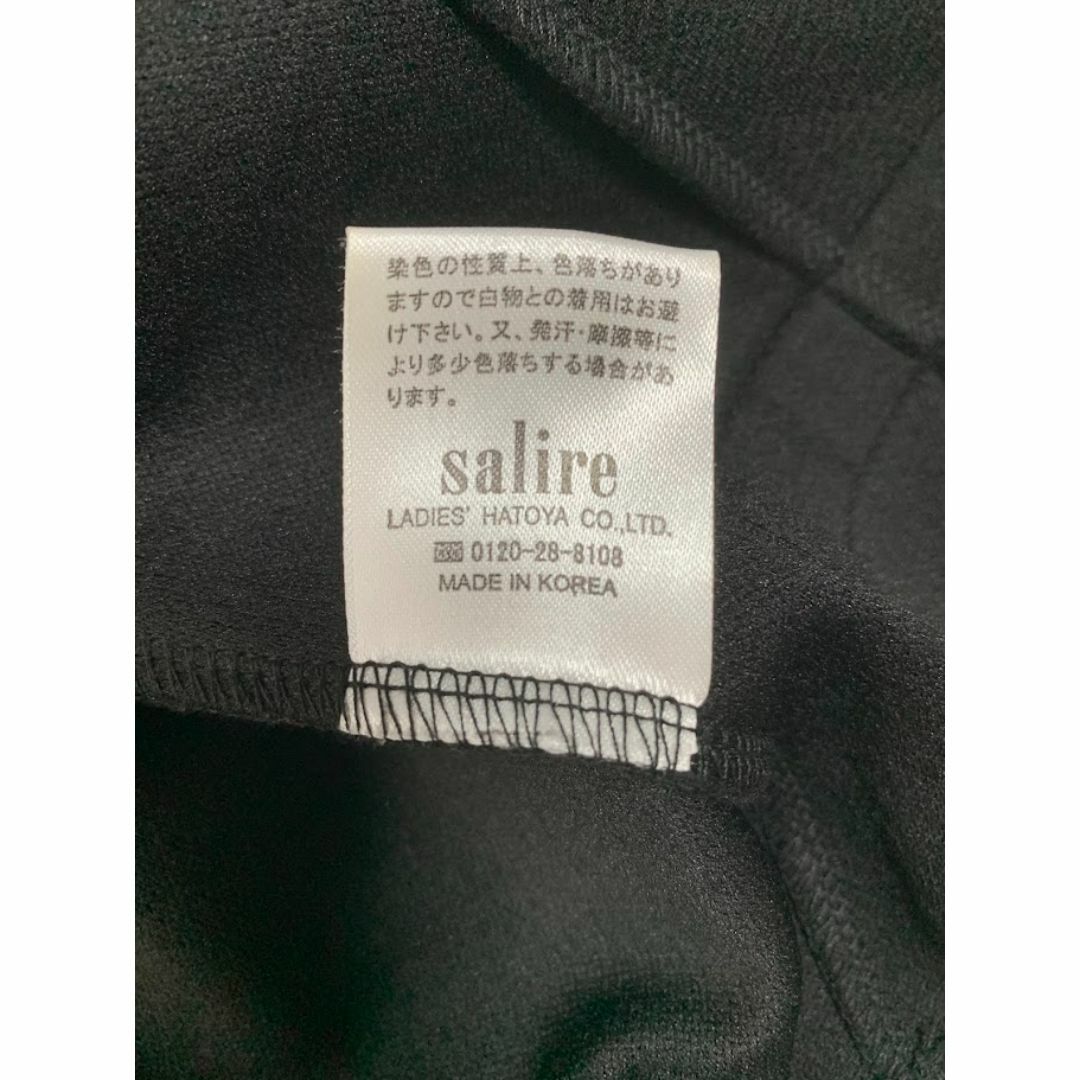 染色の性質上、色落ちがあり
ますので白物との着用はお避
け下さい。又、発汗・摩擦等に
より多少色落ちする場合があ
ります。
salire
LADIES' HATOYA CO.,LTD.
0120-28-8108
MADE IN KOREA